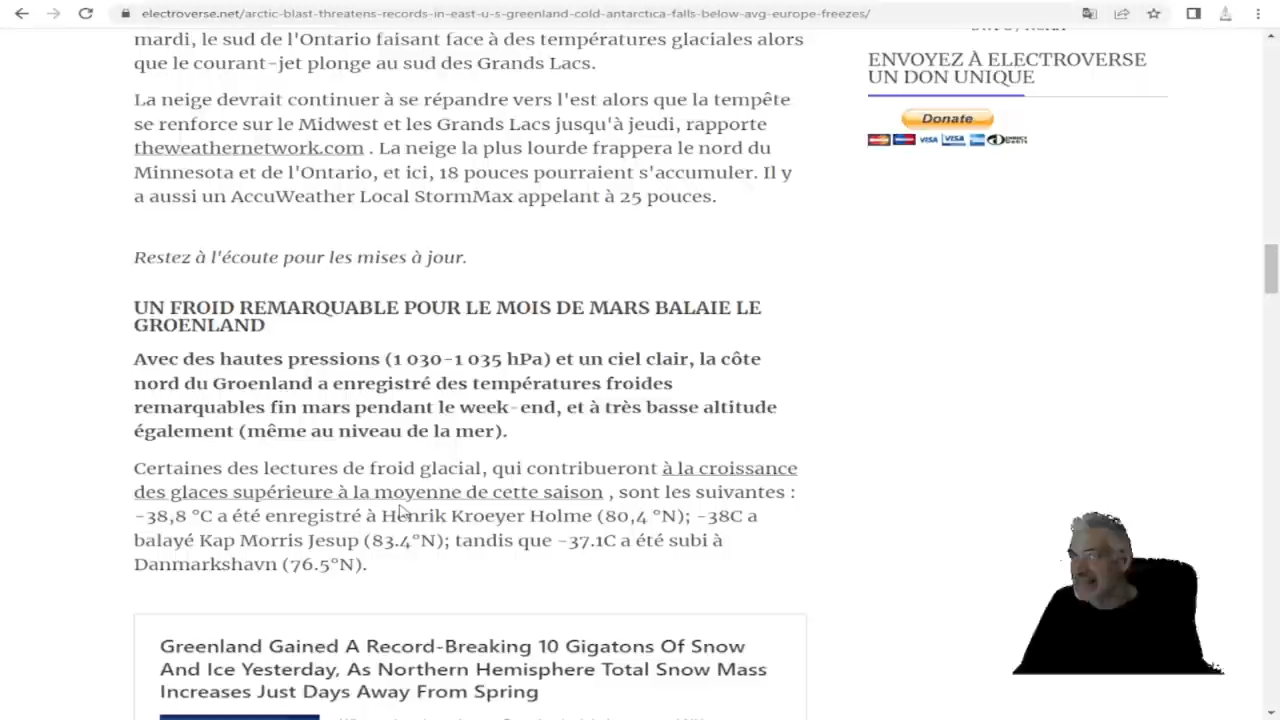 electroverse.net/arctic-blast-threatens-records-in-east-u-s-greenland-cold-antarctica-falls-below-avg-europe-freezes/
mardi, le sud de l'Ontario faisant face à des températures glaciales alors
que le courant-jet plonge au sud des Grands Lacs.
La neige devrait continuer à se répandre vers l'est alors que la tempête
se renforce sur le Midwest et les Grands Lacs jusqu'à jeudi, rapporte
. La neige la plus lourde frappera le nord du
Minnesota et de l'Ontario, et ici, 18 pouces pourraient s'accumuler. Il y
a aussi un AccuWeather Local StormMax appelant à 25 pouces.
Restez à l'écoute pour les mises à jour.
UN FROID REMARQUABLE POUR LE MOIS DE MARS BALAIE LE
GROENLAND
Avec des hautes pressions (1 030-1 035 hPa) et un ciel clair, la côte
nord du Groenland a enregistré des températures froides
remarquables fin mars pendant le week-end, et à très basse altitude
également (même au niveau de la mer).
Certaines des lectures de froid glacial, qui contribueront à la croissance
des glaces supérieure à la moyenne de cette saison , sont les suivantes :
-38,8 °C a été enregistré à Henrik Kroeyer Holme (80,4 °N); -38C a
balayé Kap Morris Jesup (83.4°N); tandis que -37.1C a été subi à
Danmarkshavn (76.5°N).
Greenland Gained A Record-Breaking 10 Gigatons Of Snow
And Ice Yesterday, As Northern Hemisphere Total Snow Mass
Increases Just Days Away From Spring
ENVOYEZ À ELECTROVERSE
UN DON UNIQUE
Donate
VISA VISA